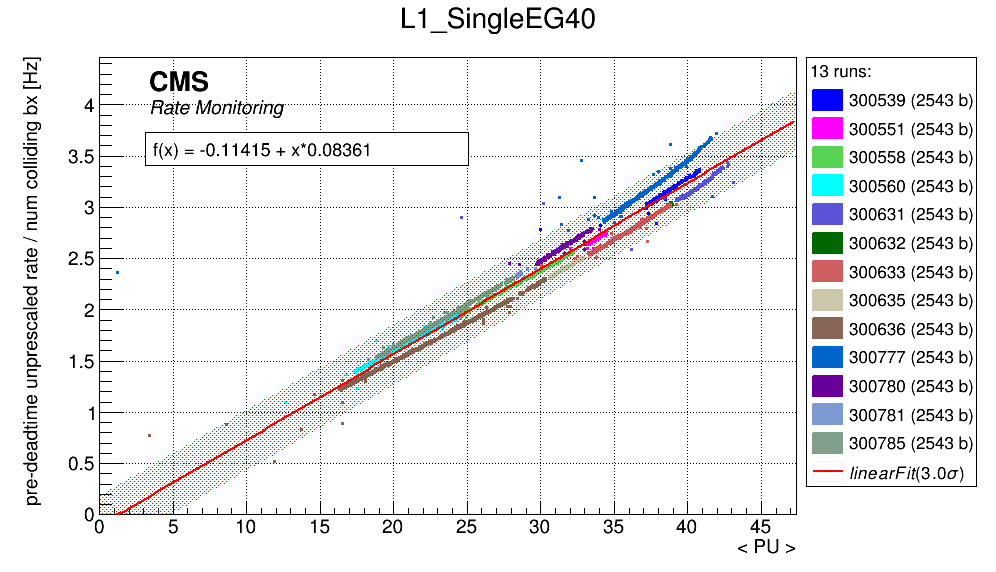 L1_SingleEG40
pre-deadtime unprescaled rate / num colliding bx [Hz]
CMS
Rate Monitoring
f(x) = -0.11415 + x*0.08361
4
3.5
3
2.5
2
1.5
1
0.5
0
0 5 10 15 20 25 30 35 40 45
< PU >
13 runs:
300539 (2543 b)
300551 (2543 b)
300558 (2543 b)
300560 (2543 b)
300631 (2543 b)
300632 (2543 b)
300633 (2543 b)
300635 (2543 b)
300636 (2543 b)
300777 (2543 b)
300780 (2543 b)
300781 (2543 b)
300785 (2543 b)
linearFit(3.0σ)